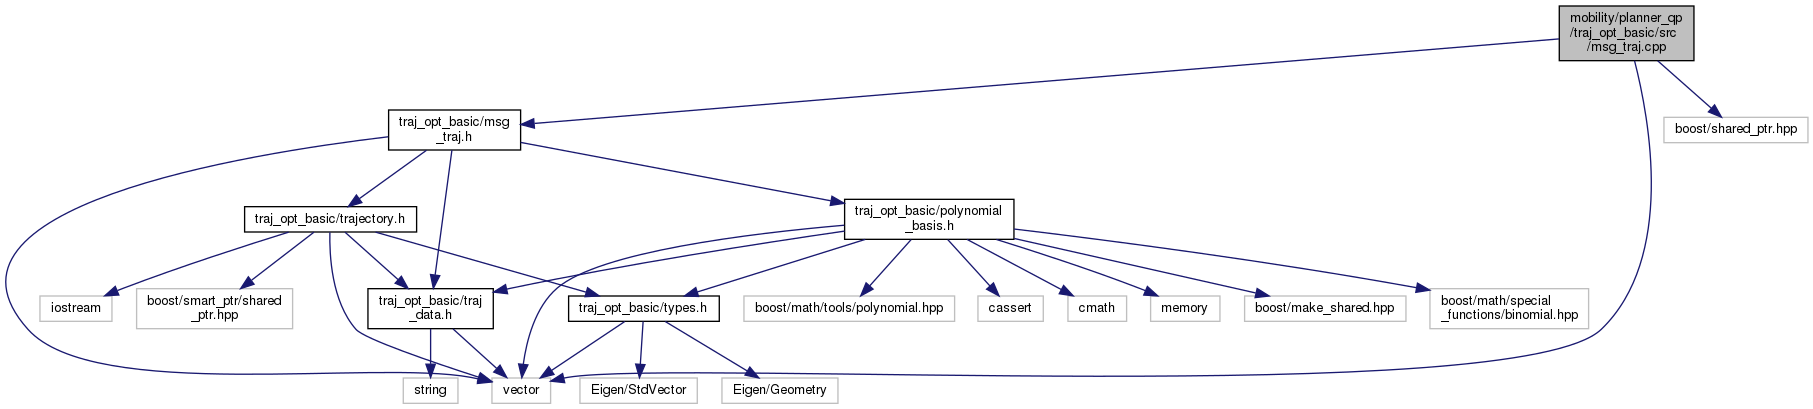 mobility/planner_qp
/traj_opt_basic/src
/msg_traj.cpp
traj_opt_basic/msg
_traj.h
boost/shared_ptr.hpp
traj_opt_basic/trajectory.h
traj_opt_basic/polynomial
_basis.h
iostream
boost/smart_ptr/shared
_ptr.hpp
traj_opt_basic/traj
_data.h
traj_opt_basic/types.h
boost/math/tools/polynomial.hpp
cassert
cmath
memory
boost/make_shared.hpp
boost/math/special
_functions/binomial.hpp
string
vector
Eigen/StdVector
Eigen/Geometry